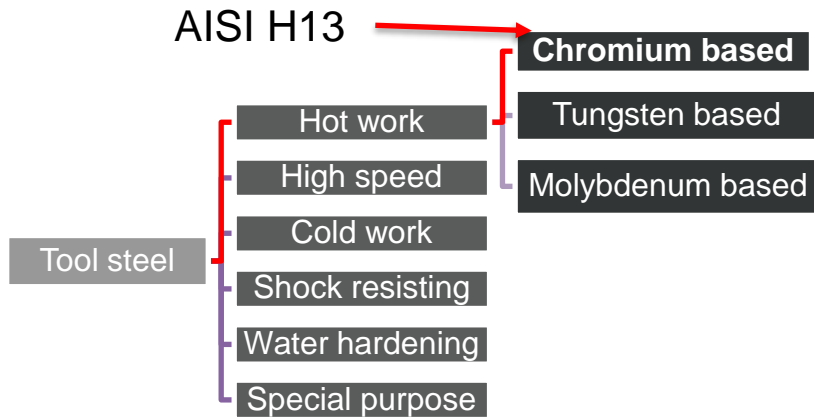 AISI H13
Chromium based
Hot work
Tungsten based
High speed
Molybdenum based
Cold work
Tool steel
Shock resisting
Water hardening
Special purpose